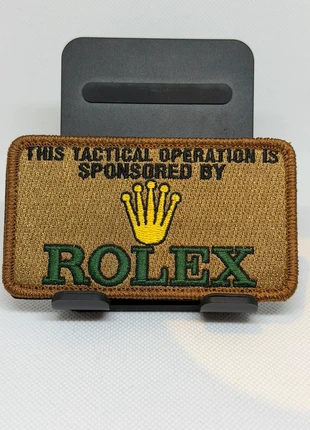 THIS TACTICAL OPERATION IS
SPONSORED BY
ROLEX